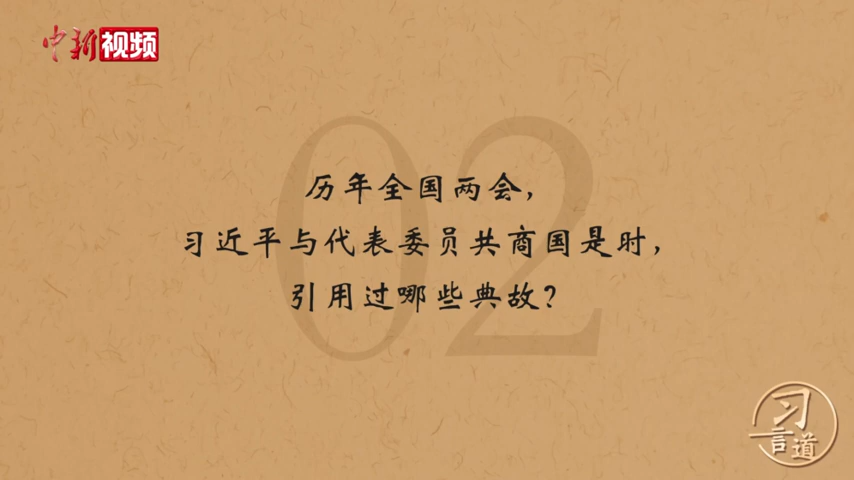 中新视频
02
历年全国两会，
习近平与代表委员共商国是时，
引用过哪些典故？
习言道